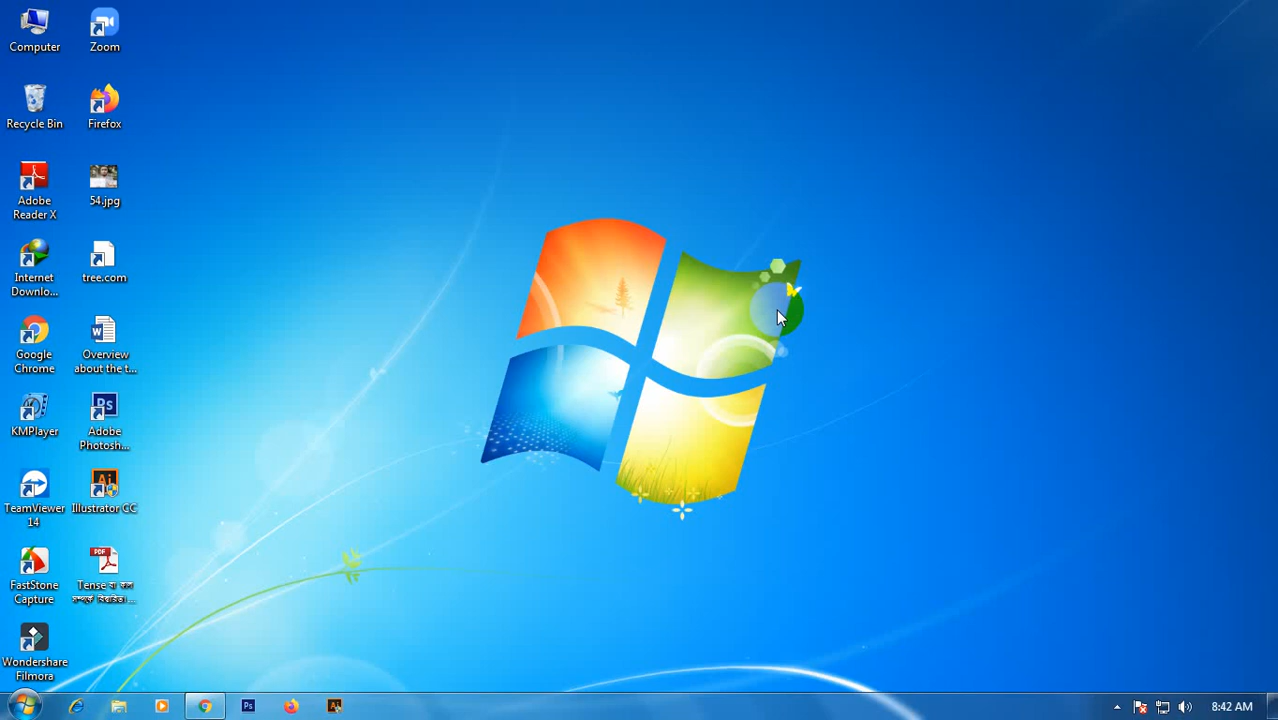 Computer
Zoom
Recycle Bin
Firefox
Adobe
Reader X
54.jpg
Internet
Downlo...
tree.com
Google
Chrome
Overview
about the t...
KMPlayer
Adobe
Photosh...
TeamViewer
14
Illustrator CC
FastStone
Capture
Tense বা কাল
সম্পর্কে বিস্তারিত। ...
Wondershare
Filmora
8:42 AM